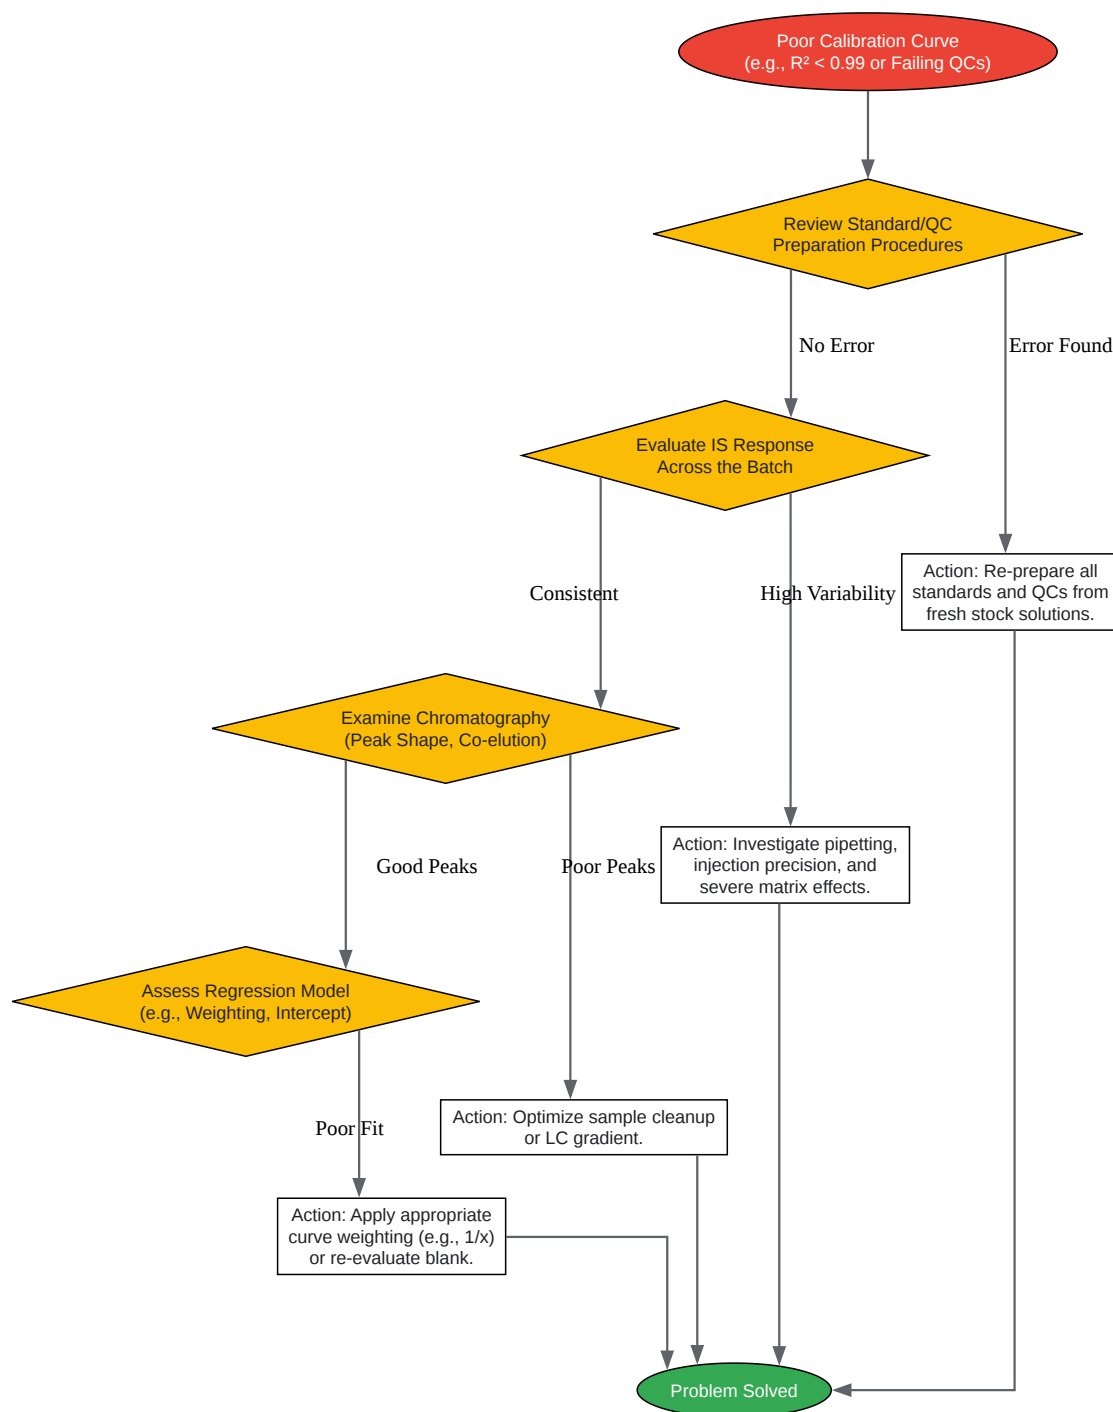 Poor Calibration Curve
(e.g., R² < 0.99 or Failing QCs)
Review Standard/QC
Preparation Procedures
No Error
Error Found
Evaluate IS Response
Across the Batch
Consistent
High Variability
Action: Re-prepare all
standards and QCs from
fresh stock solutions.
Examine Chromatography
(Peak Shape, Co-elution)
Good Peaks
Poor Peaks
Action: Investigate pipetting,
injection precision, and
severe matrix effects.
Assess Regression Model
(e.g., Weighting, Intercept)
Poor Fit
Action: Optimize sample cleanup
or LC gradient.
Action: Apply appropriate
curve weighting (e.g., 1/x)
or re-evaluate blank.
Problem Solved